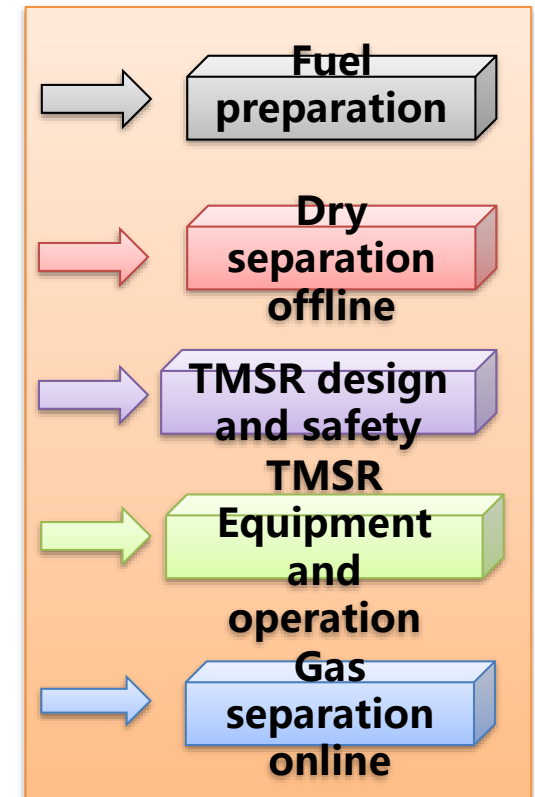 Fuel
preparation
Dry
separation
offline
TMSR design
and safety
TMSR
Equipment
and
operation
Gas
separation
online